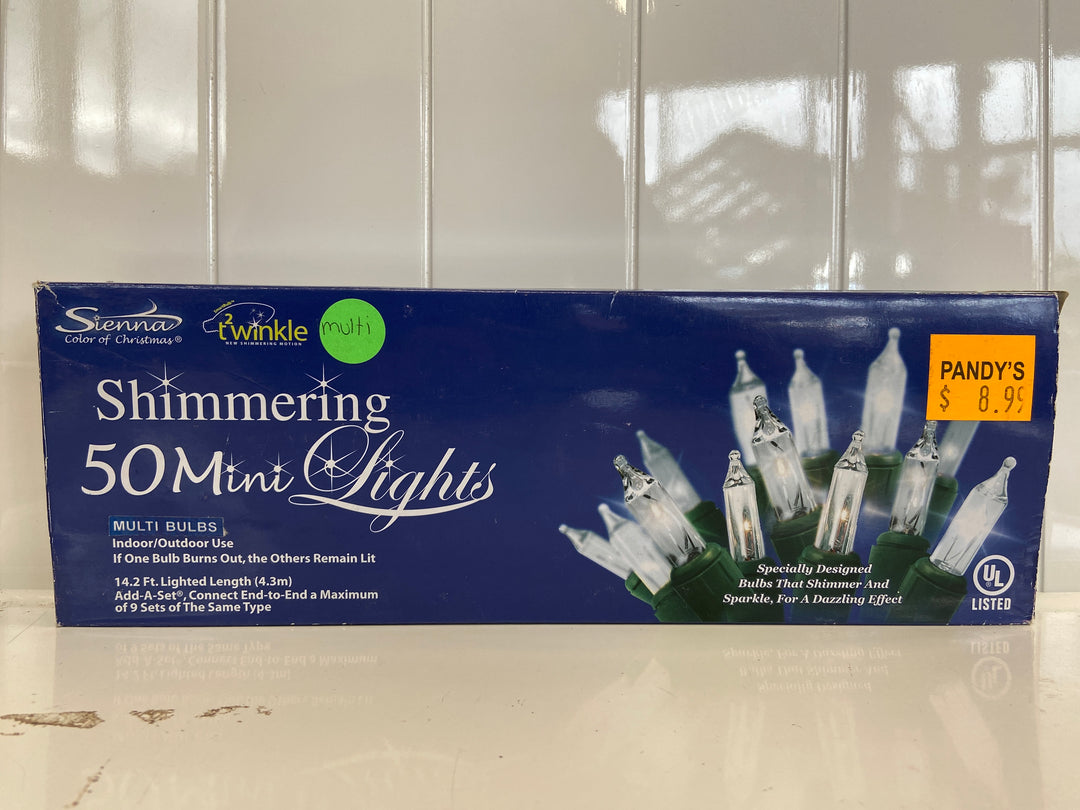 Sienna
Color of Christmas®
t²winkle
NEW SHIMMERING MOTION
multi
PANDY'S
$ 8.99
Shimmering
50 Mini Lights
MULTI BULBS
Indoor/Outdoor Use
If One Bulb Burns Out, the Others Remain Lit
14.2 Ft. Lighted Length (4.3m)
Add-A-Set®, Connect End-to-End a Maximum
of 9 Sets of The Same Type
Specially Designed
Bulbs That Shimmer And
Sparkle, For A Dazzling Effect
UL
LISTED